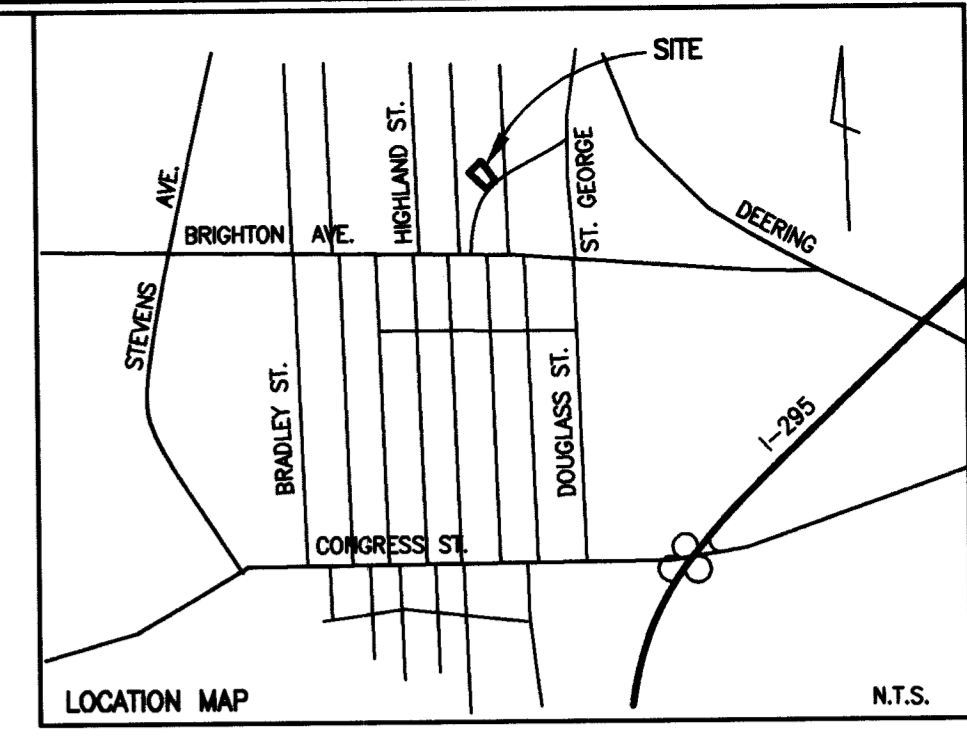 SITE
HIGHLAND ST.
AVE.
ST. GEORGE
DEERING
BRIGHTON AVE.
STEVENS
BRADLEY ST.
DOUGLASS ST.
I-295
CONGRESS ST.
LOCATION MAP
N.T.S.